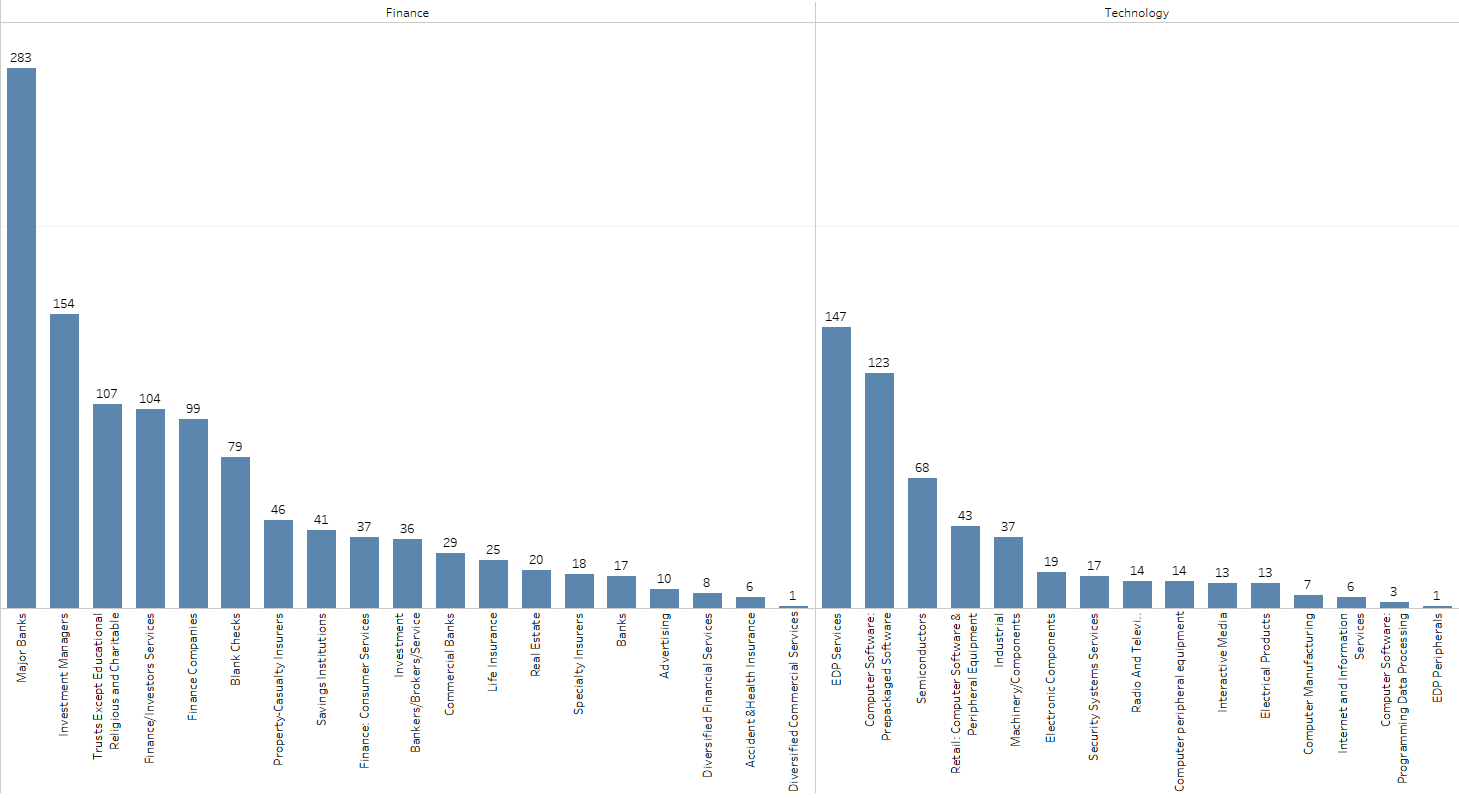 Finance
Technology
283
154
107
104
99
79
46
41
37
36
29
25
20
18
17
10
8
6
1
147
123
68
43
37
19
17
14
14
13
13
7
6
3
1
Major Banks
Investment Managers
Trusts Except Educational
Religious and Charitable
Finance/Investors Services
Finance Companies
Blank Checks
Property-Casualty Insurers
Savings Institutions
Finance: Consumer Services
Investment
Bankers/Brokers/Service
Commercial Banks
Life Insurance
Real Estate
Specialty Insurers
Banks
Advertising
Diversified Financial Services
Accident &Health Insurance
Diversified Commercial Services
EDP Services
Computer Software:
Prepackaged Software
Semiconductors
Retail: Computer Software &
Peripheral Equipment
Industrial
Machinery/Components
Electronic Components
Security Systems Services
Radio And Televi..
Computer peripheral equipment
Interactive Media
Electrical Products
Computer Manufacturing
Internet and Information
Services
Computer Software:
Programming Data Processing
EDP Peripherals